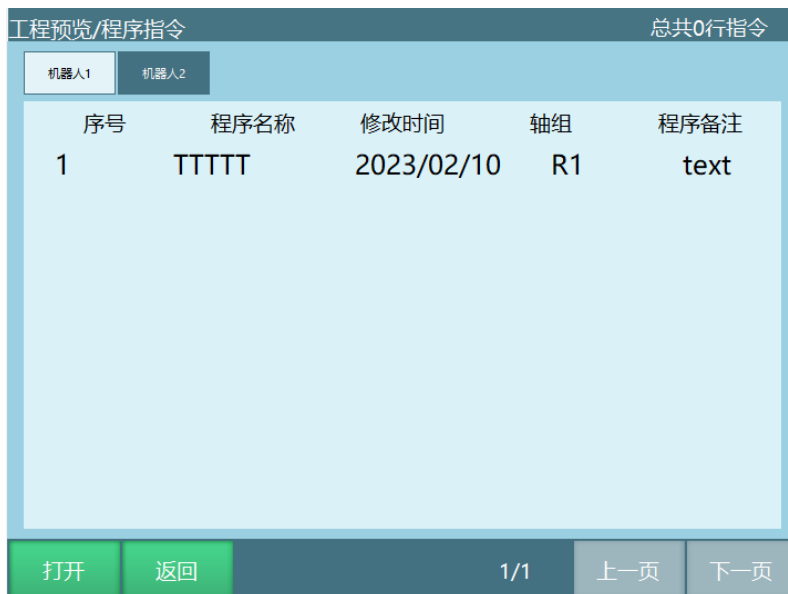 工程预览/程序指令 总共0行指令
机器人1 机器人2
序号 程序名称 修改时间 轴组 程序备注
1 TTTTT 2023/02/10 R1 text
打开 返回 1/1 上一页 下一页